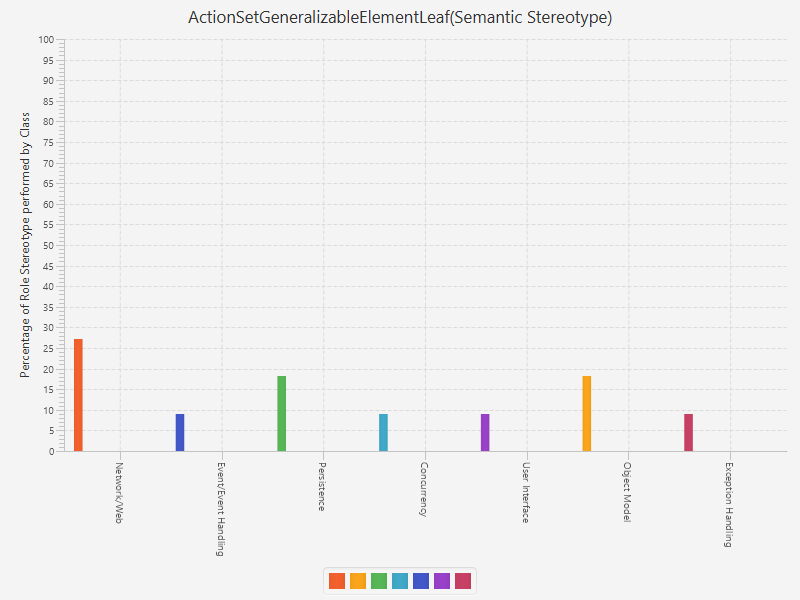 ActionSetGeneralizableElementLeaf(Semantic Stereotype)
Percentage of Role Stereotype performed by Class
100
95
90
85
80
75
70
65
60
55
50
45
40
35
30
25
20
15
10
5
0
Network/Web
Event/Event Handling
Persistence
Concurrency
User Interface
Object Model
Exception Handling